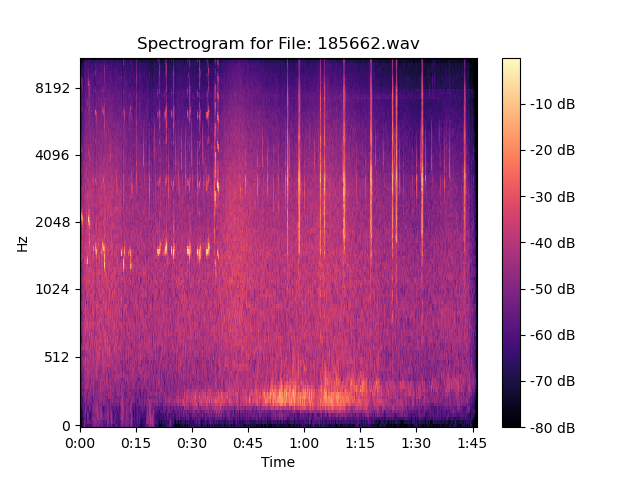 Spectrogram for File: 185662.wav
8192
4096
2048
1024
512
0
Hz
0:00 0:15 0:30 0:45 1:00 1:15 1:30 1:45
Time
-10 dB
-20 dB
-30 dB
-40 dB
-50 dB
-60 dB
-70 dB
-80 dB